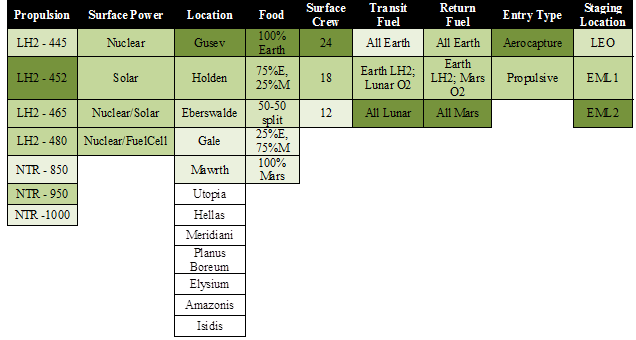 Propulsion Surface Power Location Food Surface Crew Transit Fuel Return Fuel Entry Type Staging Location
LH2 - 445 Nuclear Gusev 100% Earth 24 All Earth All Earth Aerocapture LEO
LH2 - 452 Solar Holden 75%E, 25%M 18 Earth LH2; Lunar O2 Earth LH2; Mars O2 Propulsive EML1
LH2 - 465 Nuclear/Solar Eberswalde 50-50 split 12 All Lunar All Mars EML2
LH2 - 480 Nuclear/FuelCell Gale 25%E, 75%M
NTR - 850 Mawrth 100% Mars
NTR - 950 Utopia
NTR -1000 Hellas
Meridiani
Planus Boreum
Elysium
Amazonis
Isidis